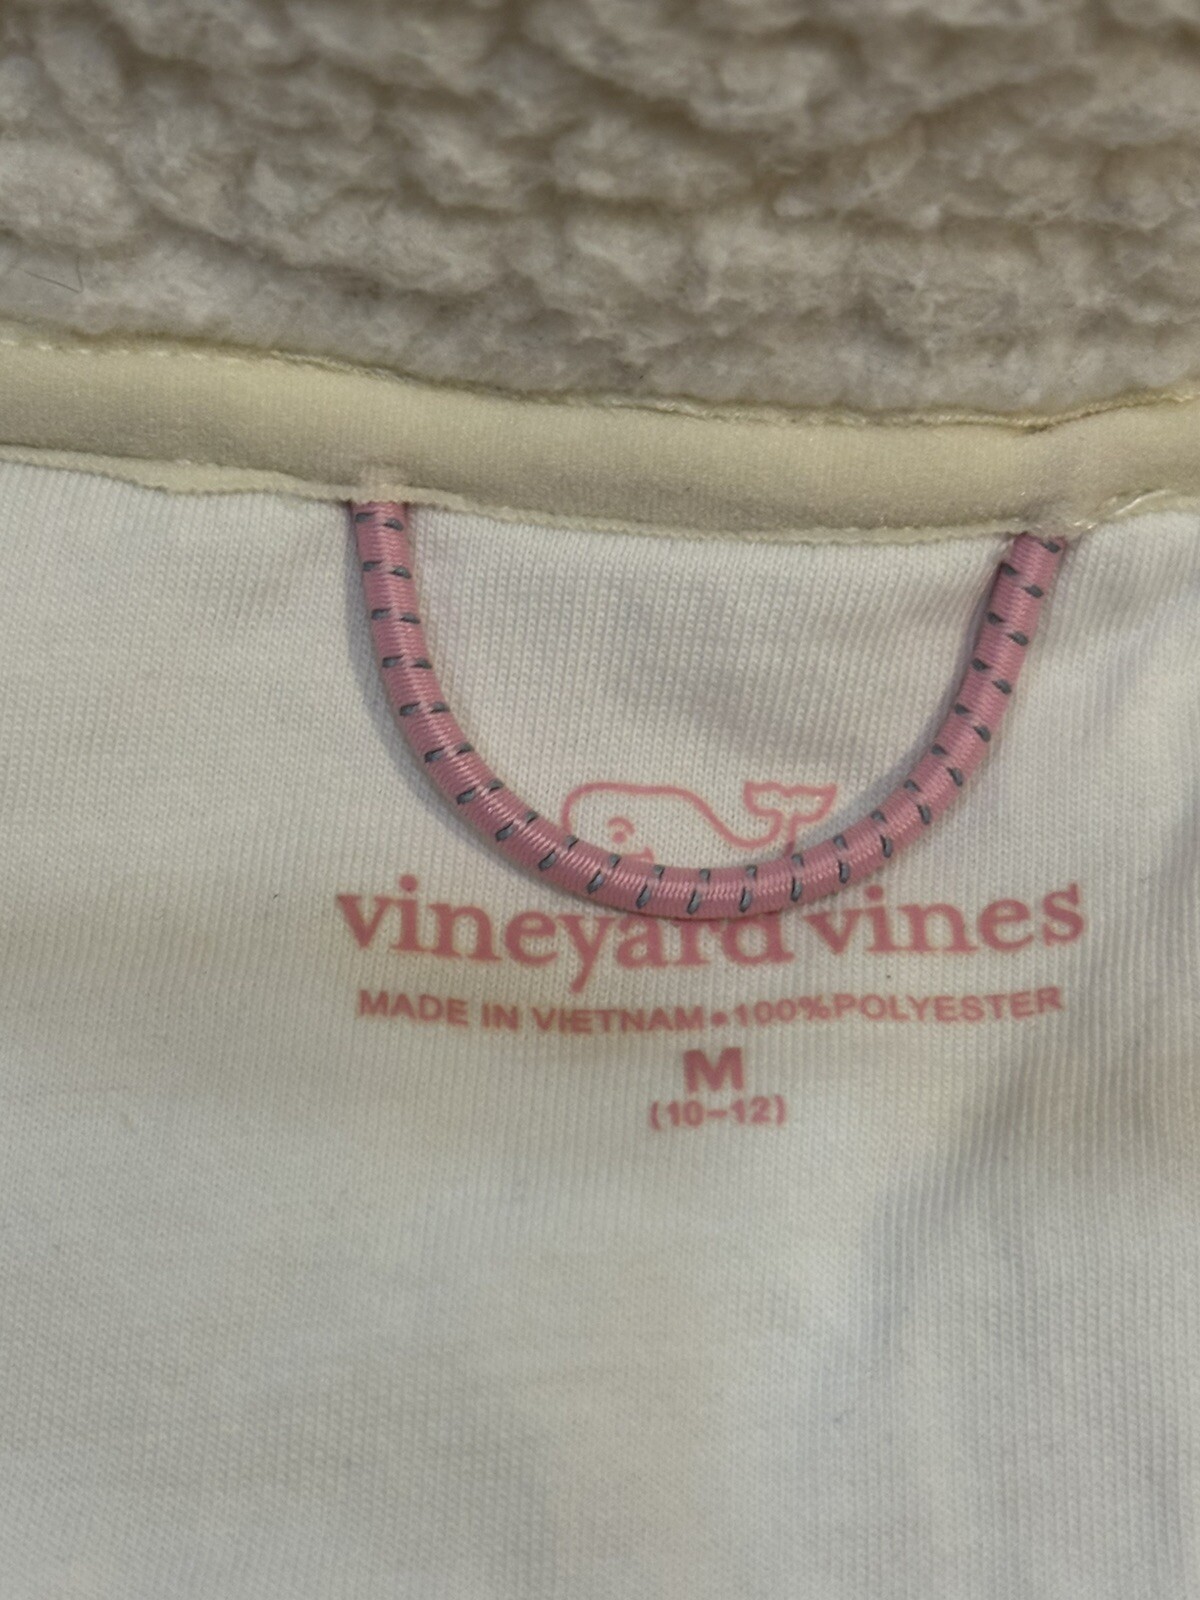 vineyard vines
MADE IN VIETNAM•100%POLYESTER
M
(10-12)